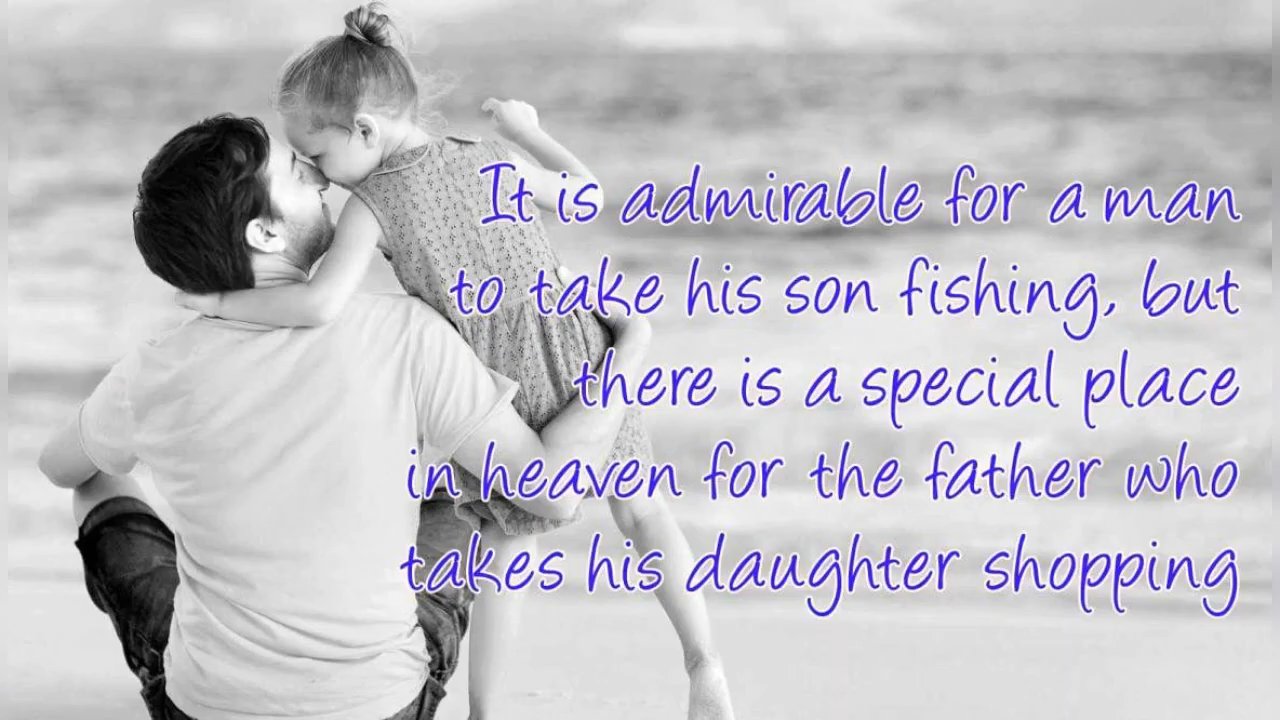 It is admirable for a man
to take his son fishing, but
there is a special place
in heaven for the father who
takes his daughter shopping